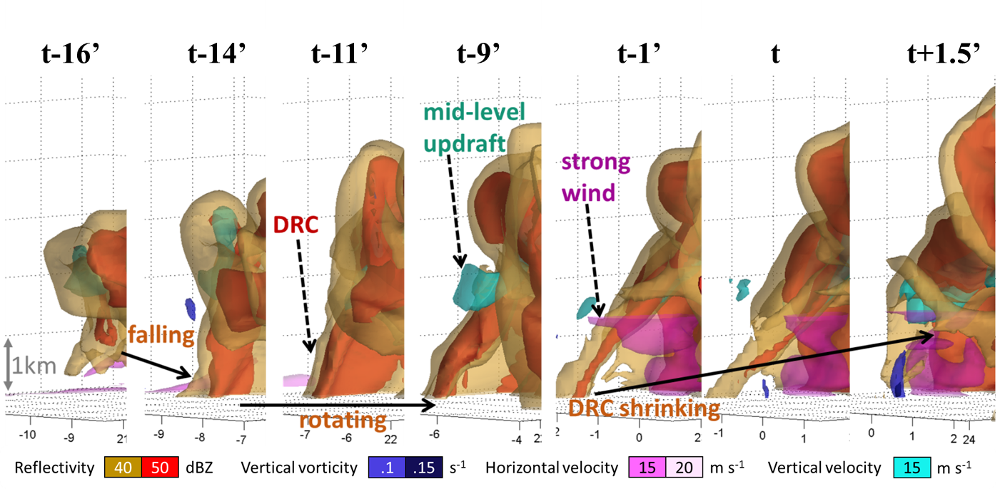 t-16’ t-14’ t-11’ t-9’ t-1’ t t+1.5’
mid-level
updraft
strong
wind
DRC
falling
1km
rotating
DRC shrinking
-10 -9 21 -9 -8 -7 -7 -6 22 -6 -4 2 2 -1 0 2 -1 0 1 0 1 2 24
Reflectivity 40 50 dBZ Vertical vorticity .1 .15 s⁻¹ Horizontal velocity 15 20 m s⁻¹ Vertical velocity 15 m s⁻¹